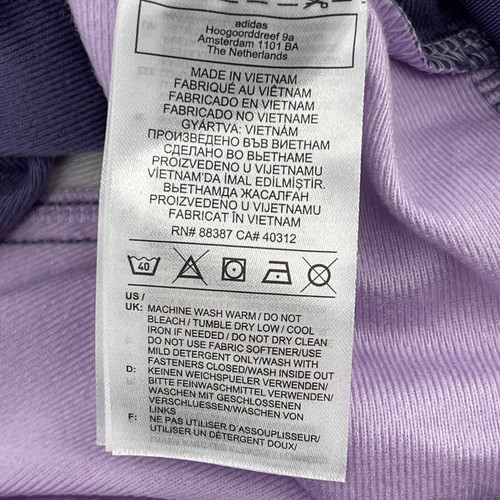 adidas
Hoogoorddreef 9a
Amsterdam 1101 BA
The Netherlands
MADE IN VIETNAM
FABRIQUÉ AU VIÊTNAM
FABRICADO EN VIETNAM
FABRICADO NO VIETNAME
GYÁRTVA: VIETNÁM
ПРОИЗВЕДЕНО ВЪВ ВИЕТНАМ
СДЕЛАНО ВО ВЬЕТНАМЕ
PROIZVEDENO U VIJETNAMU
VİETNAM'DA İMAL EDİLMİŞTİR.
ВЬЕТНАМДА ЖАСАЛҒАН
PROIZVEDENO U VIJETNAMU
FABRICAT ÎN VIETNAM
RN# 88387 CA# 40312
40
US /
UK: MACHINE WASH WARM / DO NOT
BLEACH / TUMBLE DRY LOW / COOL
IRON IF NEEDED / DO NOT DRY CLEAN
DO NOT USE FABRIC SOFTENER/USE
MILD DETERGENT ONLY/WASH WITH
FASTENERS CLOSED/WASH INSIDE OUT
D: KEINEN WEICHSPUELER VERWENDEN/
BITTE FEINWASCHMITTEL VERWENDEN/
WASCHEN MIT GESCHLOSSENEN
VERSCHLUESSEN/WASCHEN VON
LINKS
F: NE PAS UTILISER D'ASSOUPLISSEUR/
UTILISER UN DÉTERGENT DOUX/